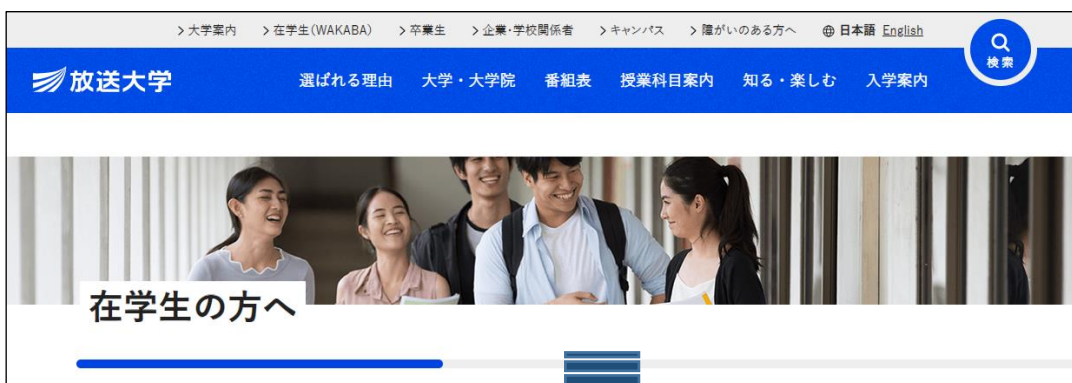 >大学案内 >在学生(WAKABA) >卒業生 >企業・学校関係者 >キャンパス >障がいのある方へ 日本語 English
検索
放送大学 選ばれる理由 大学・大学院 番組表 授業科目案内 知る・楽しむ 入学案内
在学生の方へ